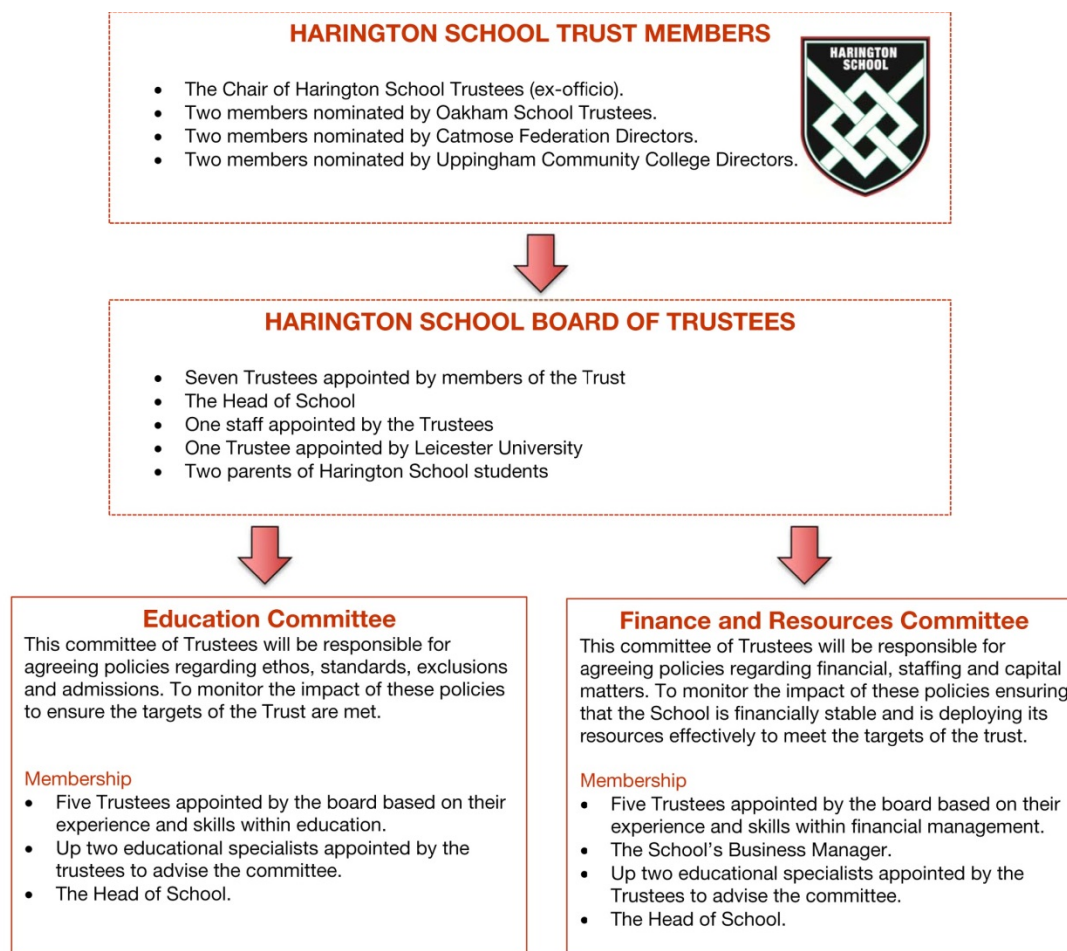 HARINGTON SCHOOL TRUST MEMBERS
HARINGTON
SCHOOL
• The Chair of Harington School Trustees (ex-officio).
• Two members nominated by Oakham School Trustees.
• Two members nominated by Catmose Federation Directors.
• Two members nominated by Uppingham Community College Directors.
HARINGTON SCHOOL BOARD OF TRUSTEES
• Seven Trustees appointed by members of the Trust
• The Head of School
• One staff appointed by the Trustees
• One Trustee appointed by Leicester University
• Two parents of Harington School students
Education Committee
This committee of Trustees will be responsible for
agreeing policies regarding ethos, standards, exclusions
and admissions. To monitor the impact of these policies
to ensure the targets of the Trust are met.
Membership
• Five Trustees appointed by the board based on their
experience and skills within education.
• Up two educational specialists appointed by the
trustees to advise the committee.
• The Head of School.
Finance and Resources Committee
This committee of Trustees will be responsible for
agreeing policies regarding financial, staffing and capital
matters. To monitor the impact of these policies ensuring
that the School is financially stable and is deploying its
resources effectively to meet the targets of the trust.
Membership
• Five Trustees appointed by the board based on their
experience and skills within financial management.
• The School’s Business Manager.
• Up two educational specialists appointed by the
Trustees to advise the committee.
• The Head of School.